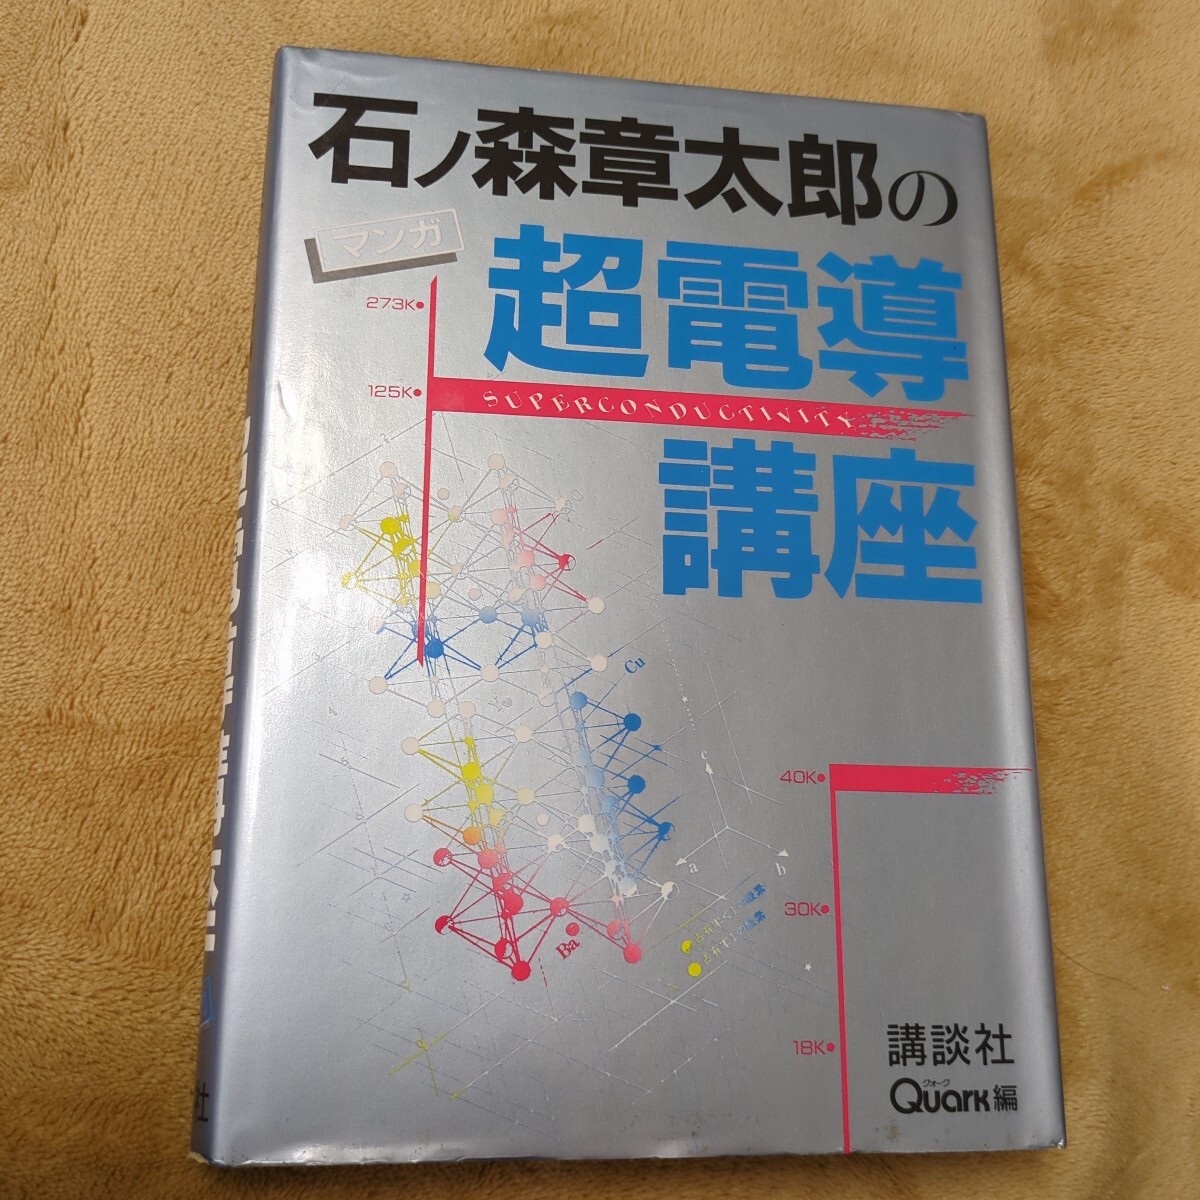 石ノ森章太郎の
マンガ
超電導
273K
125K
SUPERCONDUCTIVITY
講座
Cu
c
a
b
40K
30K
Ba
18K
講談社
クォーク
Quark編